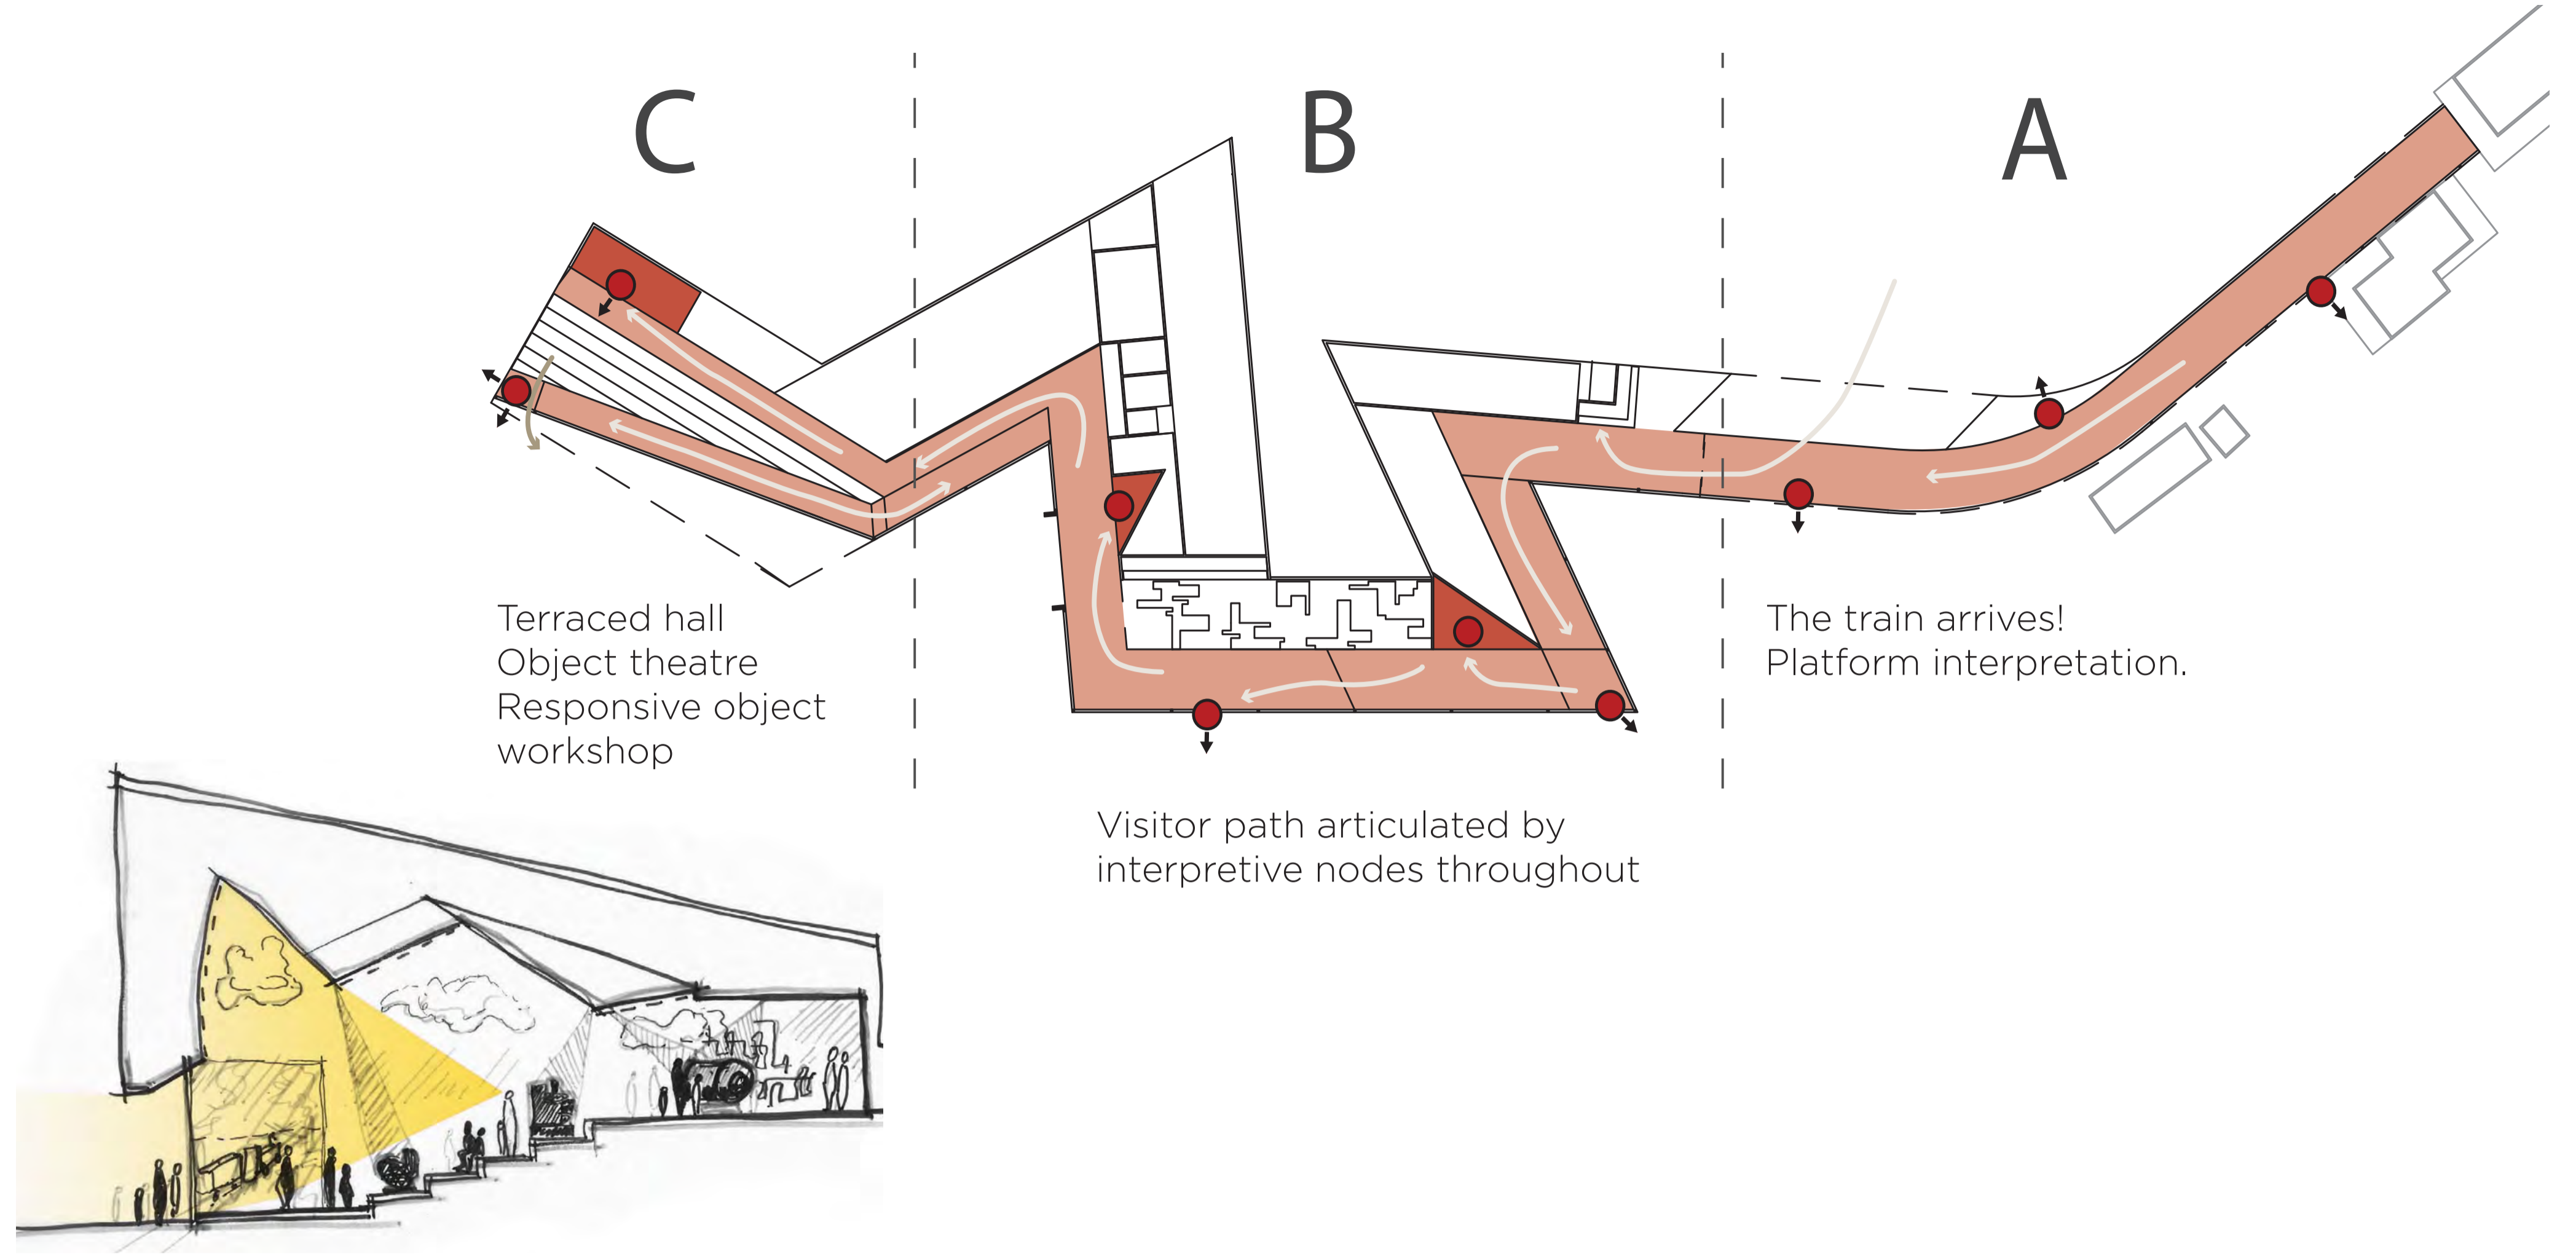 C
B
A
Terraced hall
Object theatre
Responsive object
workshop
The train arrives!
Platform interpretation.
Visitor path articulated by
interpretive nodes throughout